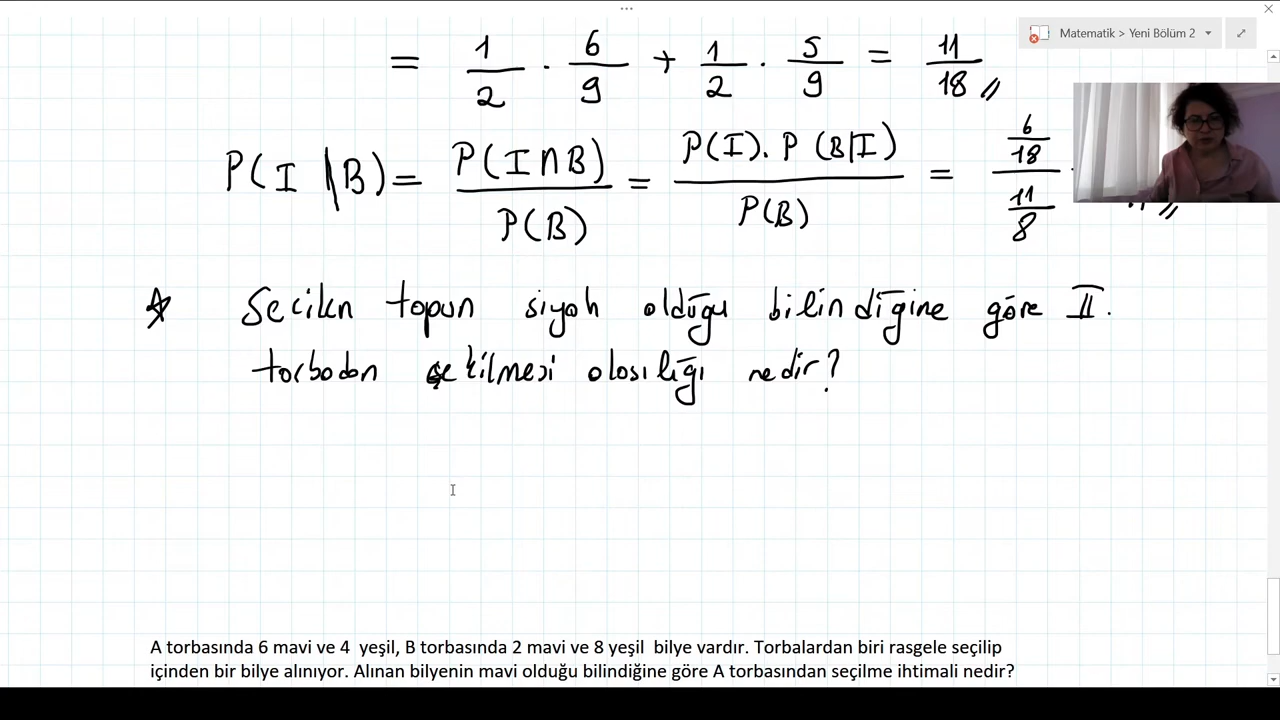 Matematik > Yeni Bölüm 2
= 1/2 · 6/9 + 1/2 · 5/9 = 11/18 //
P(I|B) = P(I∩B)/P(B) = P(I).P(B|I)/P(B) = (6/18)/(11/8)
☆ Secilen topun siyah olduğu bilindiğine göre II.
torbadan çekilmesi olasılığı nedir?
A torbasında 6 mavi ve 4 yeşil, B torbasında 2 mavi ve 8 yeşil bilye vardır. Torbalardan biri rasgele seçilip
içinden bir bilye alınıyor. Alınan bilyenin mavi olduğu bilindiğine göre A torbasından seçilme ihtimali nedir?